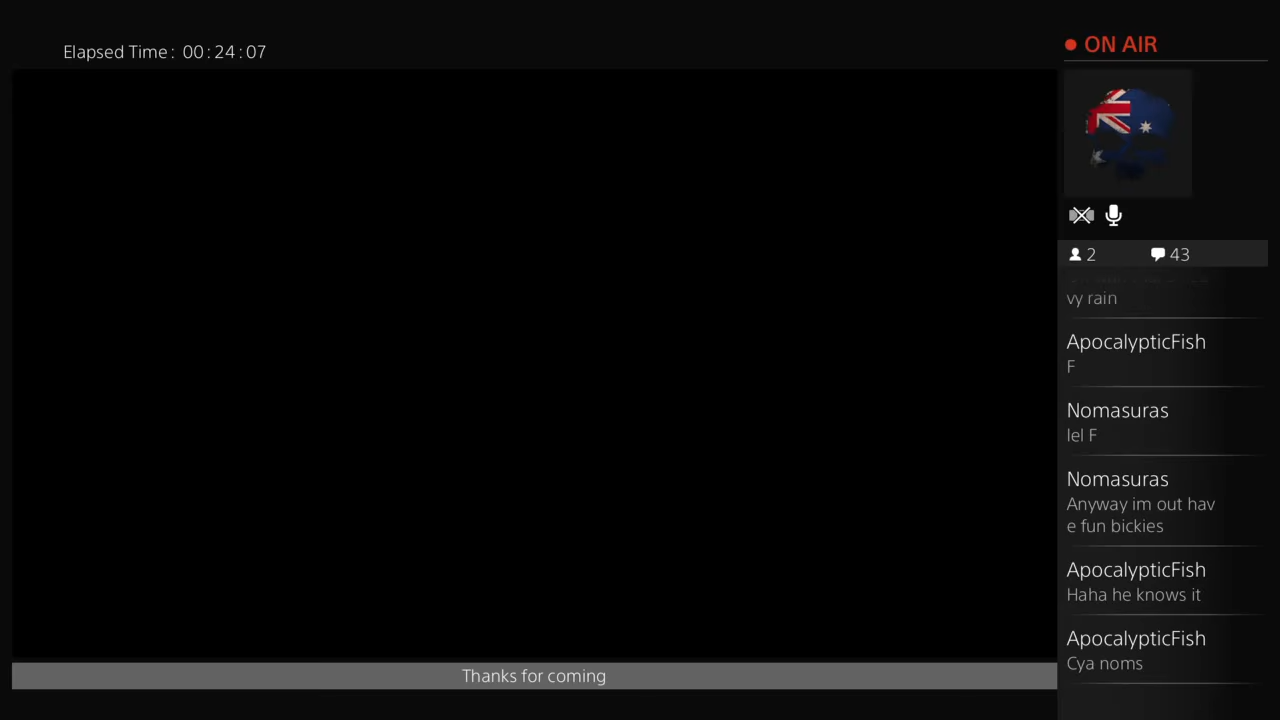 Elapsed Time: 00:24:07
ON AIR
2
43
vy rain
ApocalypticFish
F
Nomasuras
lel F
Nomasuras
Anyway im out hav
e fun bickies
ApocalypticFish
Haha he knows it
ApocalypticFish
Cya noms
Thanks for coming